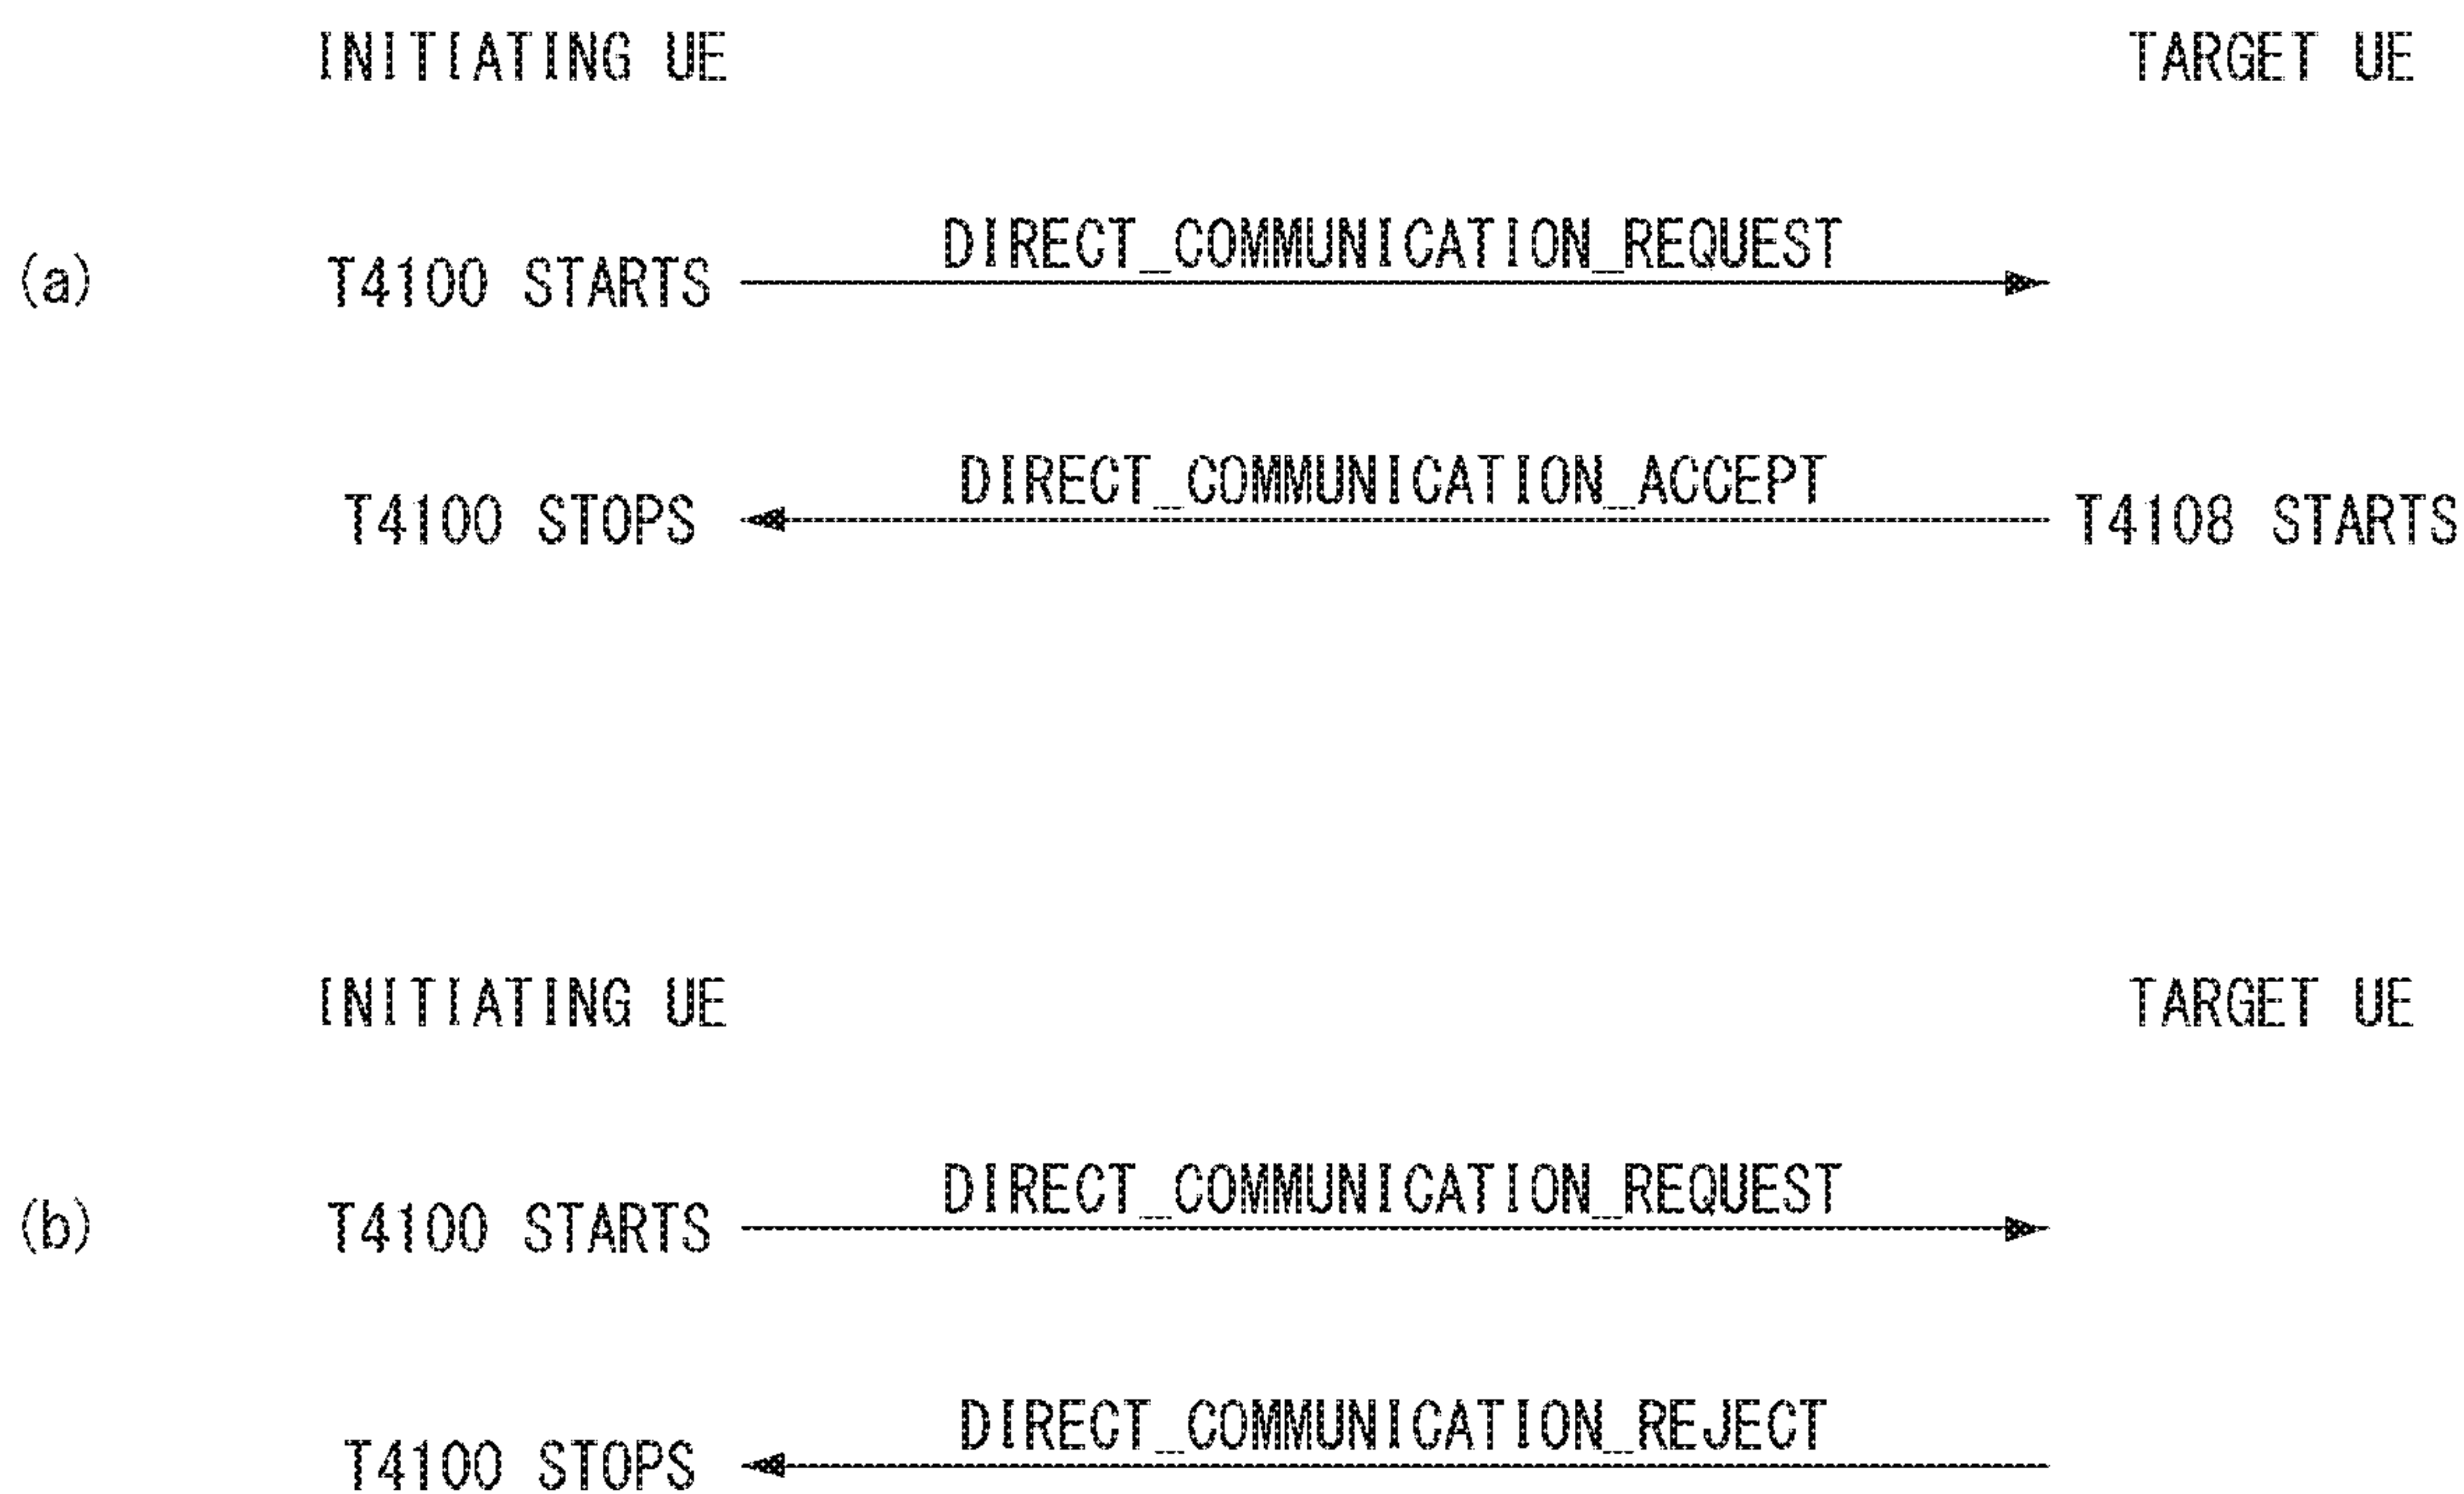 INITIATING UE TARGET UE
DIRECT_COMMUNICATION_REQUEST
(a) T4100 STARTS
DIRECT_COMMUNICATION_ACCEPT
T4100 STOPS T4108 STARTS
INITIATING UE TARGET UE
DIRECT_COMMUNICATION_REQUEST
(b) T4100 STARTS
DIRECT_COMMUNICATION_REJECT
T4100 STOPS